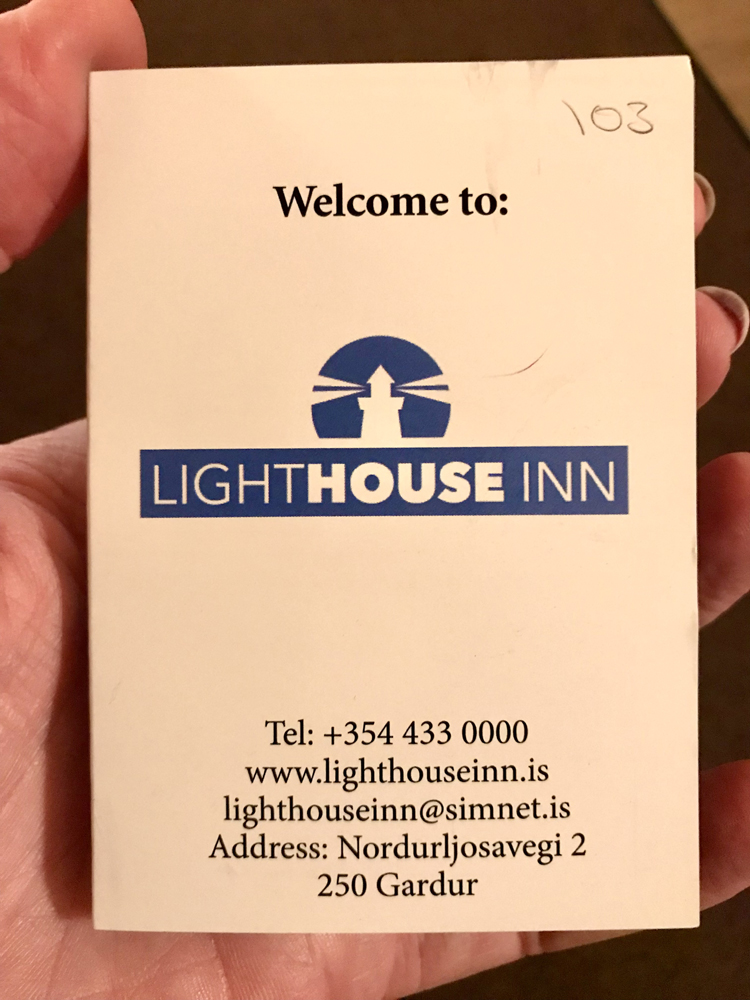 103
Welcome to:
LIGHTHOUSE INN
Tel: +354 433 0000
www.lighthouseinn.is
lighthouseinn@simnet.is
Address: Nordurljosavegi 2
250 Gardur